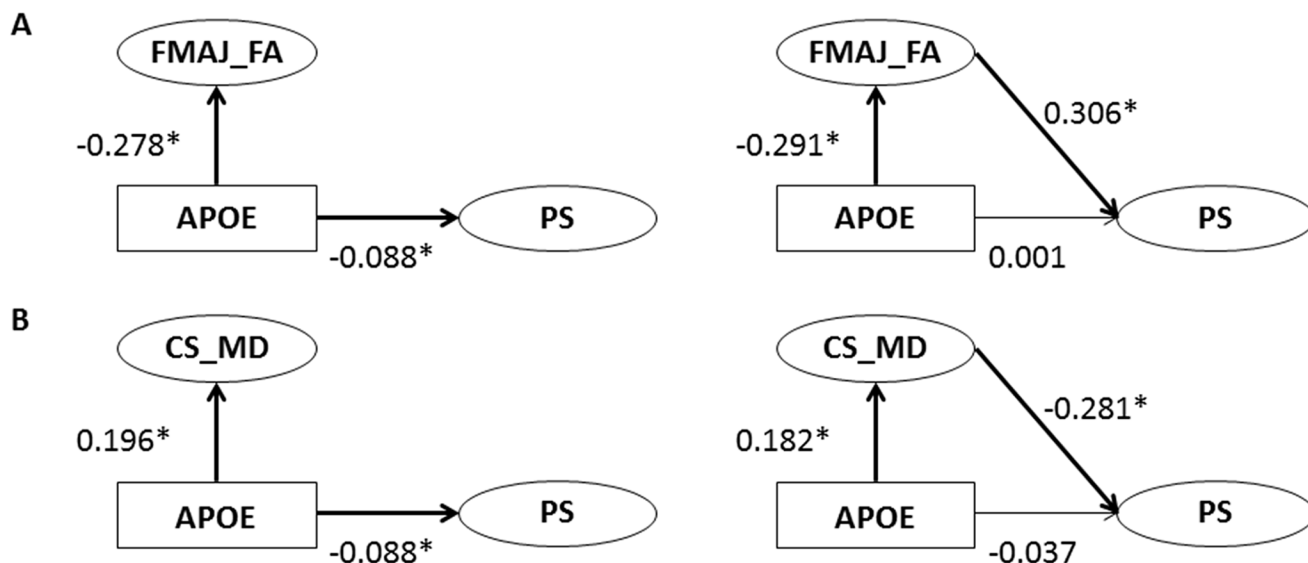 A
FMAJ_FA
-0.278*
APOE
PS
-0.088*
FMAJ_FA
0.306*
-0.291*
APOE
PS
0.001
B
CS_MD
0.196*
APOE
PS
-0.088*
CS_MD
-0.281*
0.182*
APOE
PS
-0.037